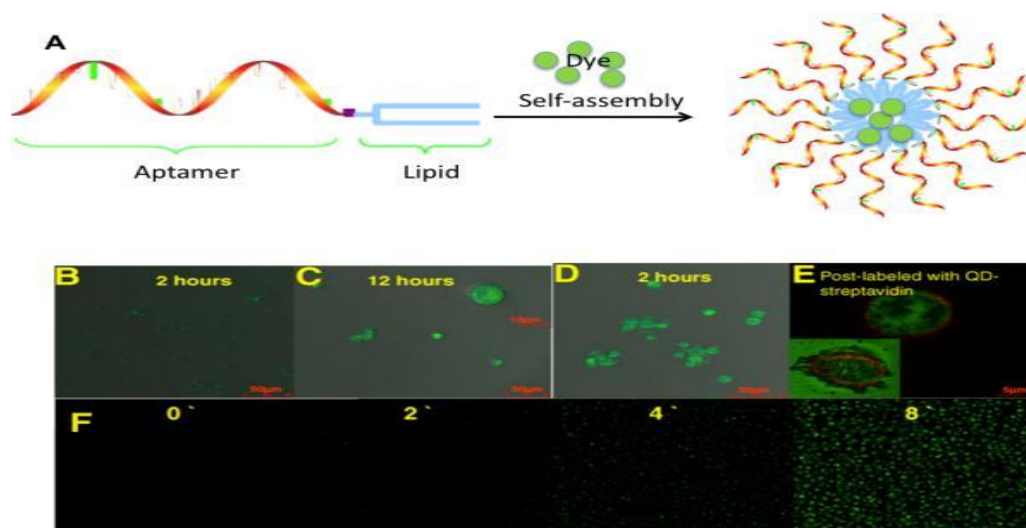 A
Dye
Self-assembly
Aptamer
Lipid
B
2 hours
50µm
C
12 hours
10µm
50µm
D
2 hours
50µm
E
Post-labeled with QD-
streptavidin
5µm
F
0`
2`
4`
8`